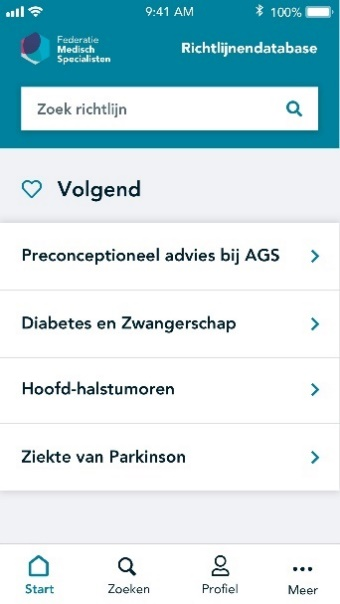 9:41 AM
100%
Federatie
Medisch
Specialisten
Richtlijnendatabase
Zoek richtlijn
Volgend
Preconceptioneel advies bij AGS
Diabetes en Zwangerschap
Hoofd-halstumoren
Ziekte van Parkinson
Start
Zoeken
Profiel
Meer